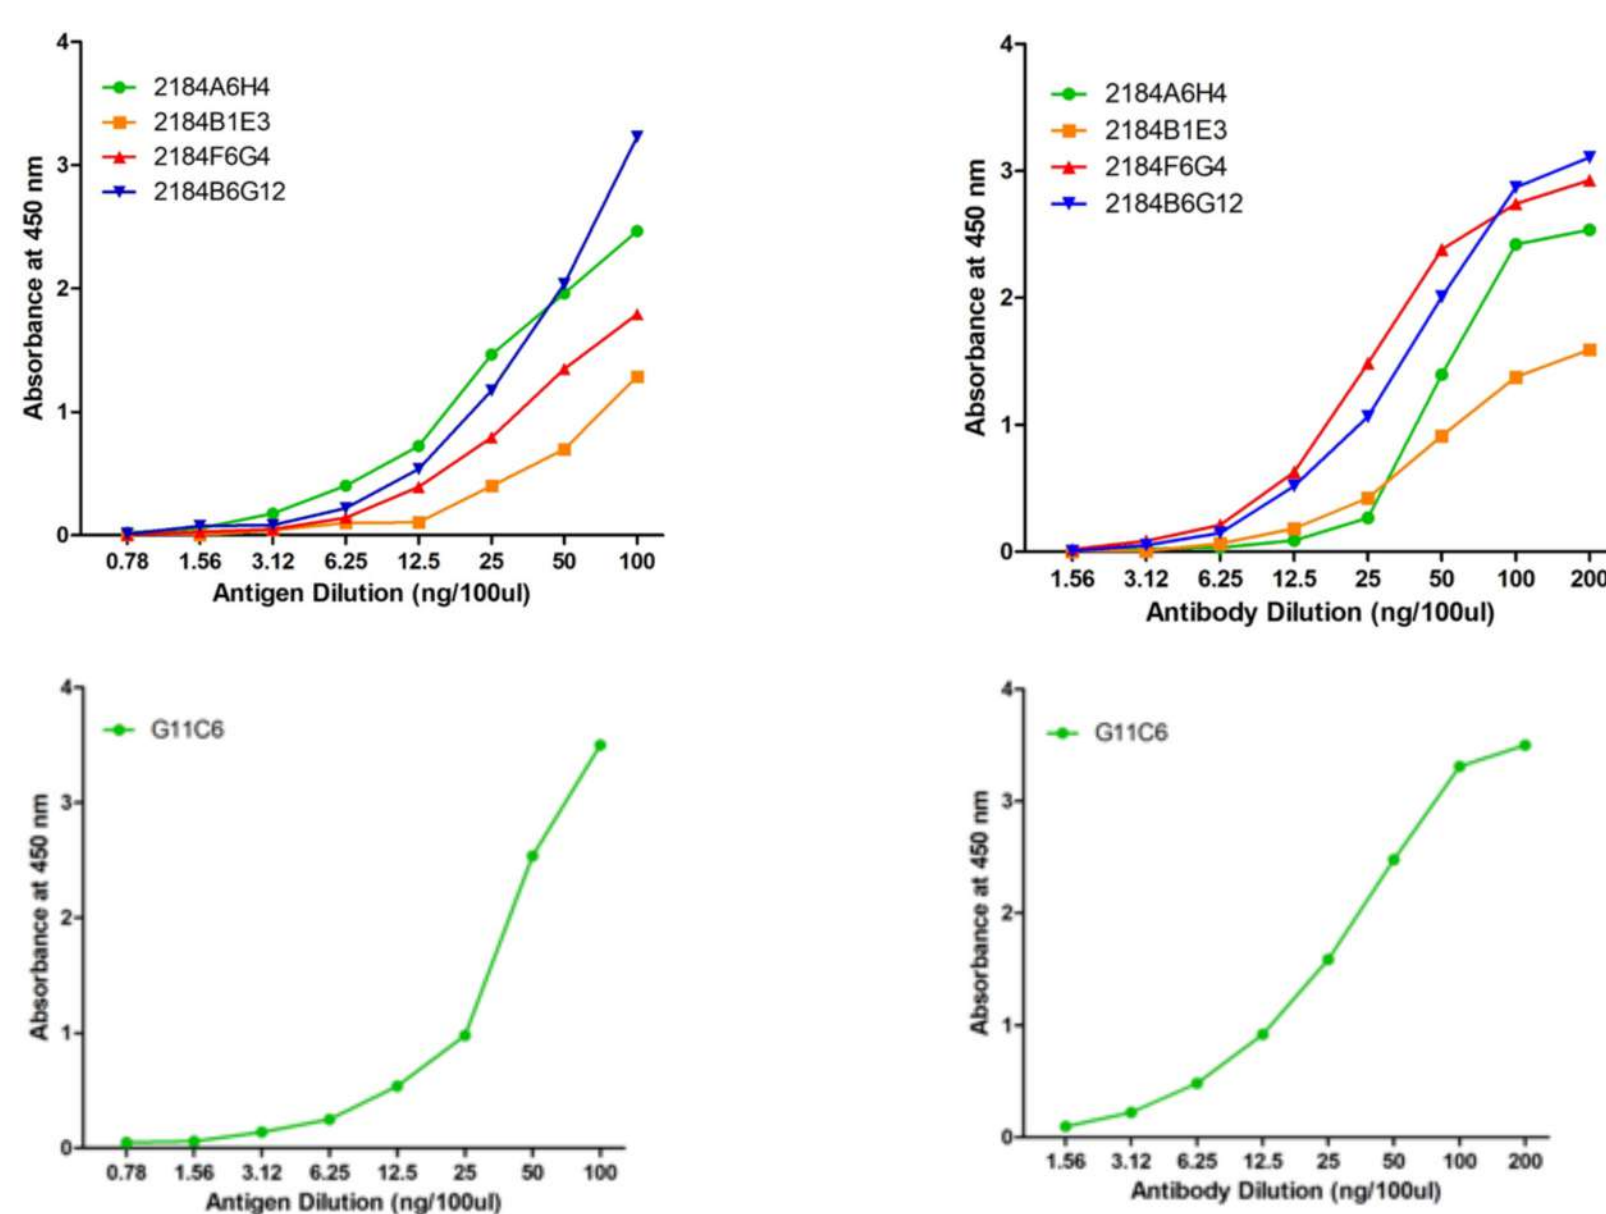 4
3
2
1
0
Absorbance at 450 nm
2184A6H4
2184B1E3
2184F6G4
2184B6G12
0.78 1.56 3.12 6.25 12.5 25 50 100
Antigen Dilution (ng/100ul)
4
3
2
1
0
Absorbance at 450 nm
2184A6H4
2184B1E3
2184F6G4
2184B6G12
1.56 3.12 6.25 12.5 25 50 100 200
Antibody Dilution (ng/100ul)
4
3
2
1
0
Absorbance at 450 nm
G11C6
0.78 1.56 3.12 6.25 12.5 25 50 100
Antigen Dilution (ng/100ul)
4
3
2
1
0
Absorbance at 450 nm
G11C6
1.56 3.12 6.25 12.5 25 50 100 200
Antibody Dilution (ng/100ul)